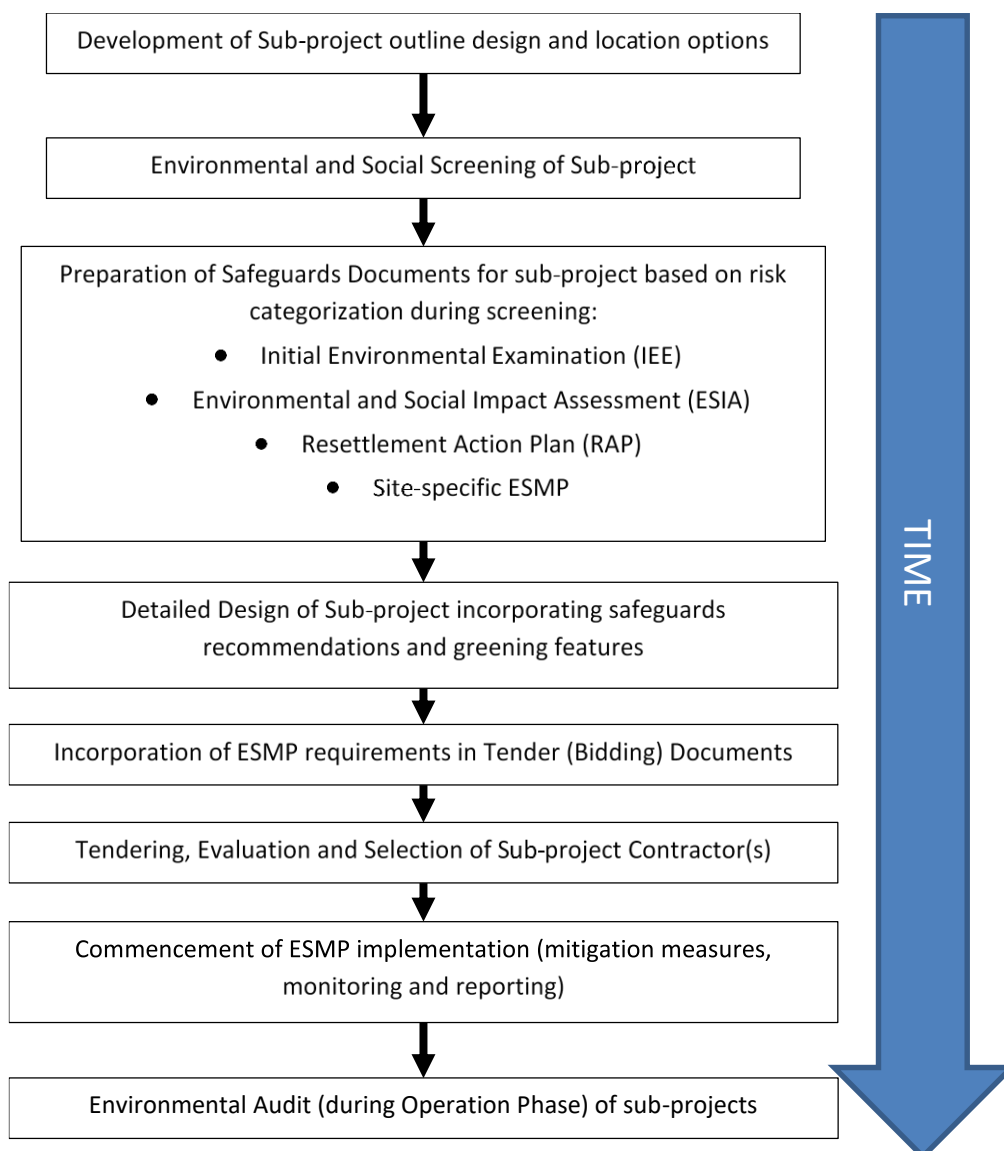 Development of Sub-project outline design and location options
Environmental and Social Screening of Sub-project
Preparation of Safeguards Documents for sub-project based on risk
categorization during screening:
● Initial Environmental Examination (IEE)
● Environmental and Social Impact Assessment (ESIA)
● Resettlement Action Plan (RAP)
● Site-specific ESMP
Detailed Design of Sub-project incorporating safeguards
recommendations and greening features
Incorporation of ESMP requirements in Tender (Bidding) Documents
Tendering, Evaluation and Selection of Sub-project Contractor(s)
Commencement of ESMP implementation (mitigation measures,
monitoring and reporting)
Environmental Audit (during Operation Phase) of sub-projects
TIME